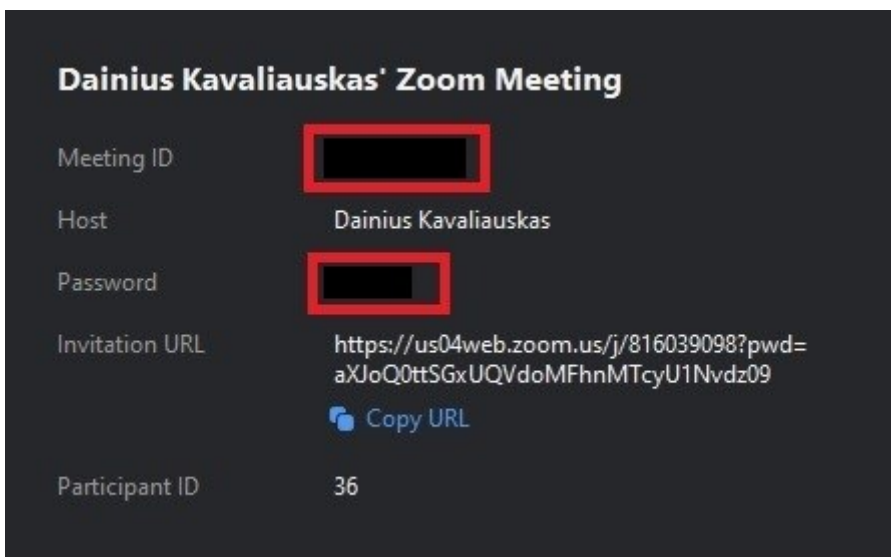 Dainius Kavaliauskas' Zoom Meeting
Meeting ID
Host Dainius Kavaliauskas
Password
Invitation URL https://us04web.zoom.us/j/816039098?pwd=
aXJoQ0ttSGxUQVdoMFhnMTcyU1Nvdz09
Copy URL
Participant ID 36